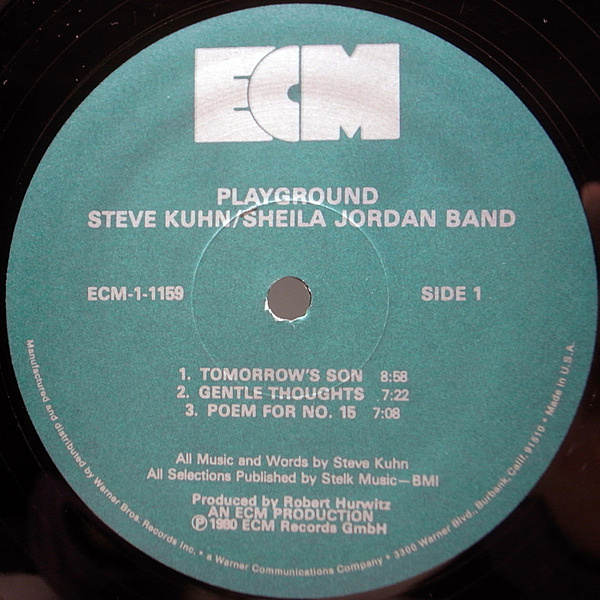 ECM
PLAYGROUND
STEVE KUHN/SHEILA JORDAN BAND
ECM-1-1159
SIDE 1
1. TOMORROW'S SON 8:58
2. GENTLE THOUGHTS 7:22
3. POEM FOR NO. 15 7:08
All Music and Words by Steve Kuhn
All Selections Published by Stelk Music—BMI
Produced by Robert Hurwitz
AN ECM PRODUCTION
℗ 1980 ECM Records GmbH
Manufactured and distributed by Warner Bros. Records Inc. • a Warner Communications Company • 3300 Warner Blvd., Burbank, Calif. 91510 • Made in U.S.A.